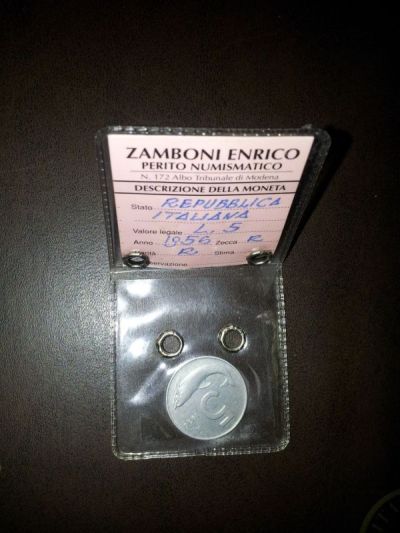 ZAMBONI ENRICO
PERITO NUMISMATICO
N. 172 Albo Tribunale di Modena
DESCRIZIONE DELLA MONETA
Stato REPUBBLICA
ITALIANA
Valore legale L. 5
Anno 1956 Zecca R
R. Stima
5